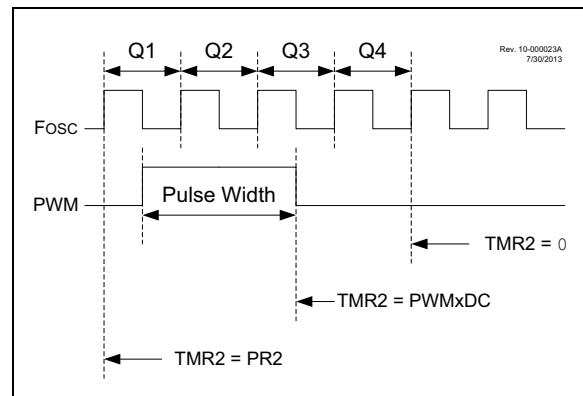 Rev. 10-000023A
7/30/2013
Q1 Q2 Q3 Q4
FOSC
PWM
Pulse Width
TMR2 = 0
TMR2 = PWMxDC
TMR2 = PR2